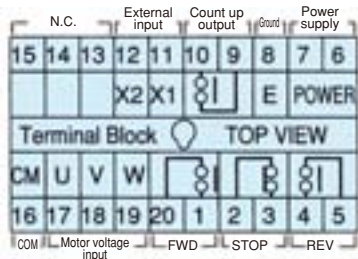 N.C. External input Count up output Ground Power supply
15 14 13 12 11 10 9 8 7 6
X2 X1 E POWER
Terminal Block TOP VIEW
CM U V W
16 17 18 19 20 1 2 3 4 5
COM Motor voltage input FWD STOP REV